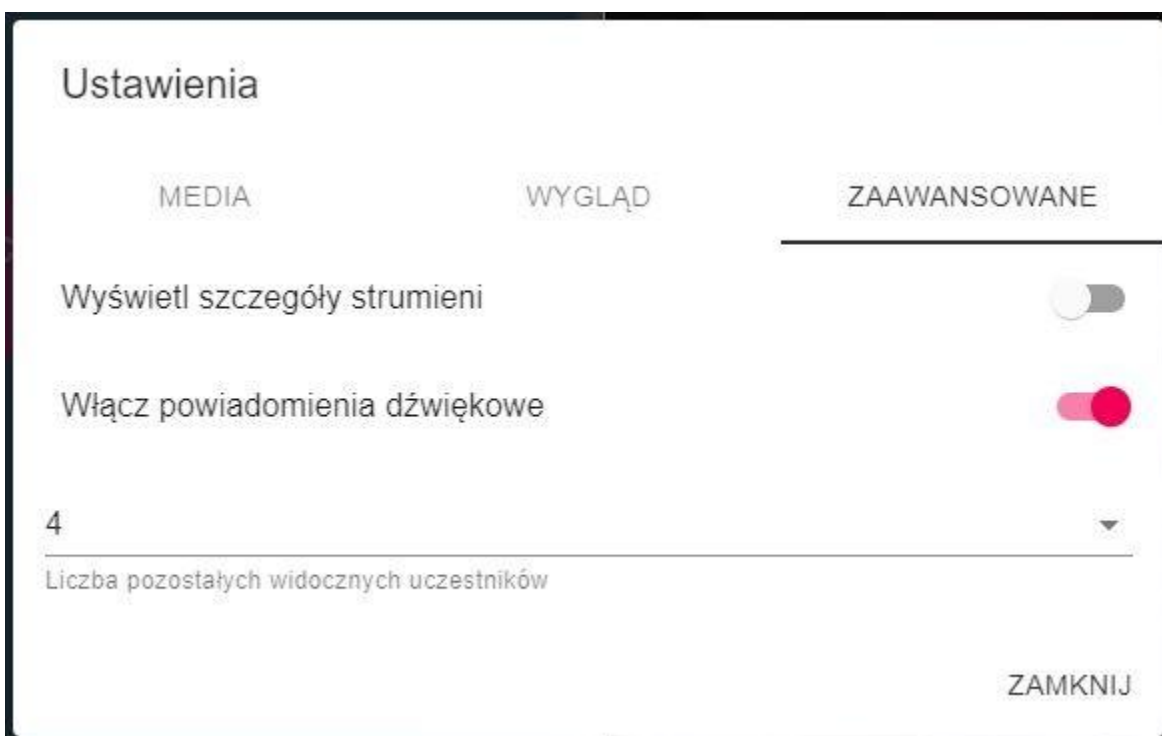 Ustawienia
MEDIA WYGLĄD ZAAWANSOWANE
Wyświetl szczegóły strumieni
Włącz powiadomienia dźwiękowe
4
Liczba pozostałych widocznych uczestników
ZAMKNIJ